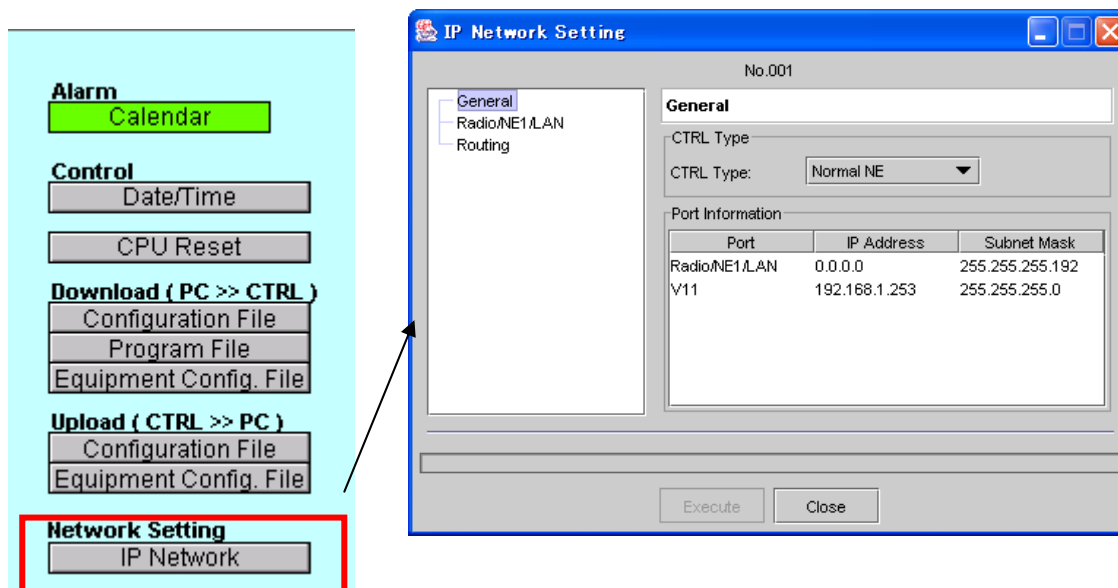 Alarm
Calendar
Control
Date/Time
CPU Reset
Download ( PC >> CTRL )
Configuration File
Program File
Equipment Config. File
Upload ( CTRL >> PC )
Configuration File
Equipment Config. File
Network Setting
IP Network
IP Network Setting
No.001
General
Radio/NE1/LAN
Routing
General
CTRL Type
CTRL Type: Normal NE
Port Information
Port IP Address Subnet Mask
Radio/NE1/LAN 0.0.0.0 255.255.255.192
V11 192.168.1.253 255.255.255.0
Execute Close